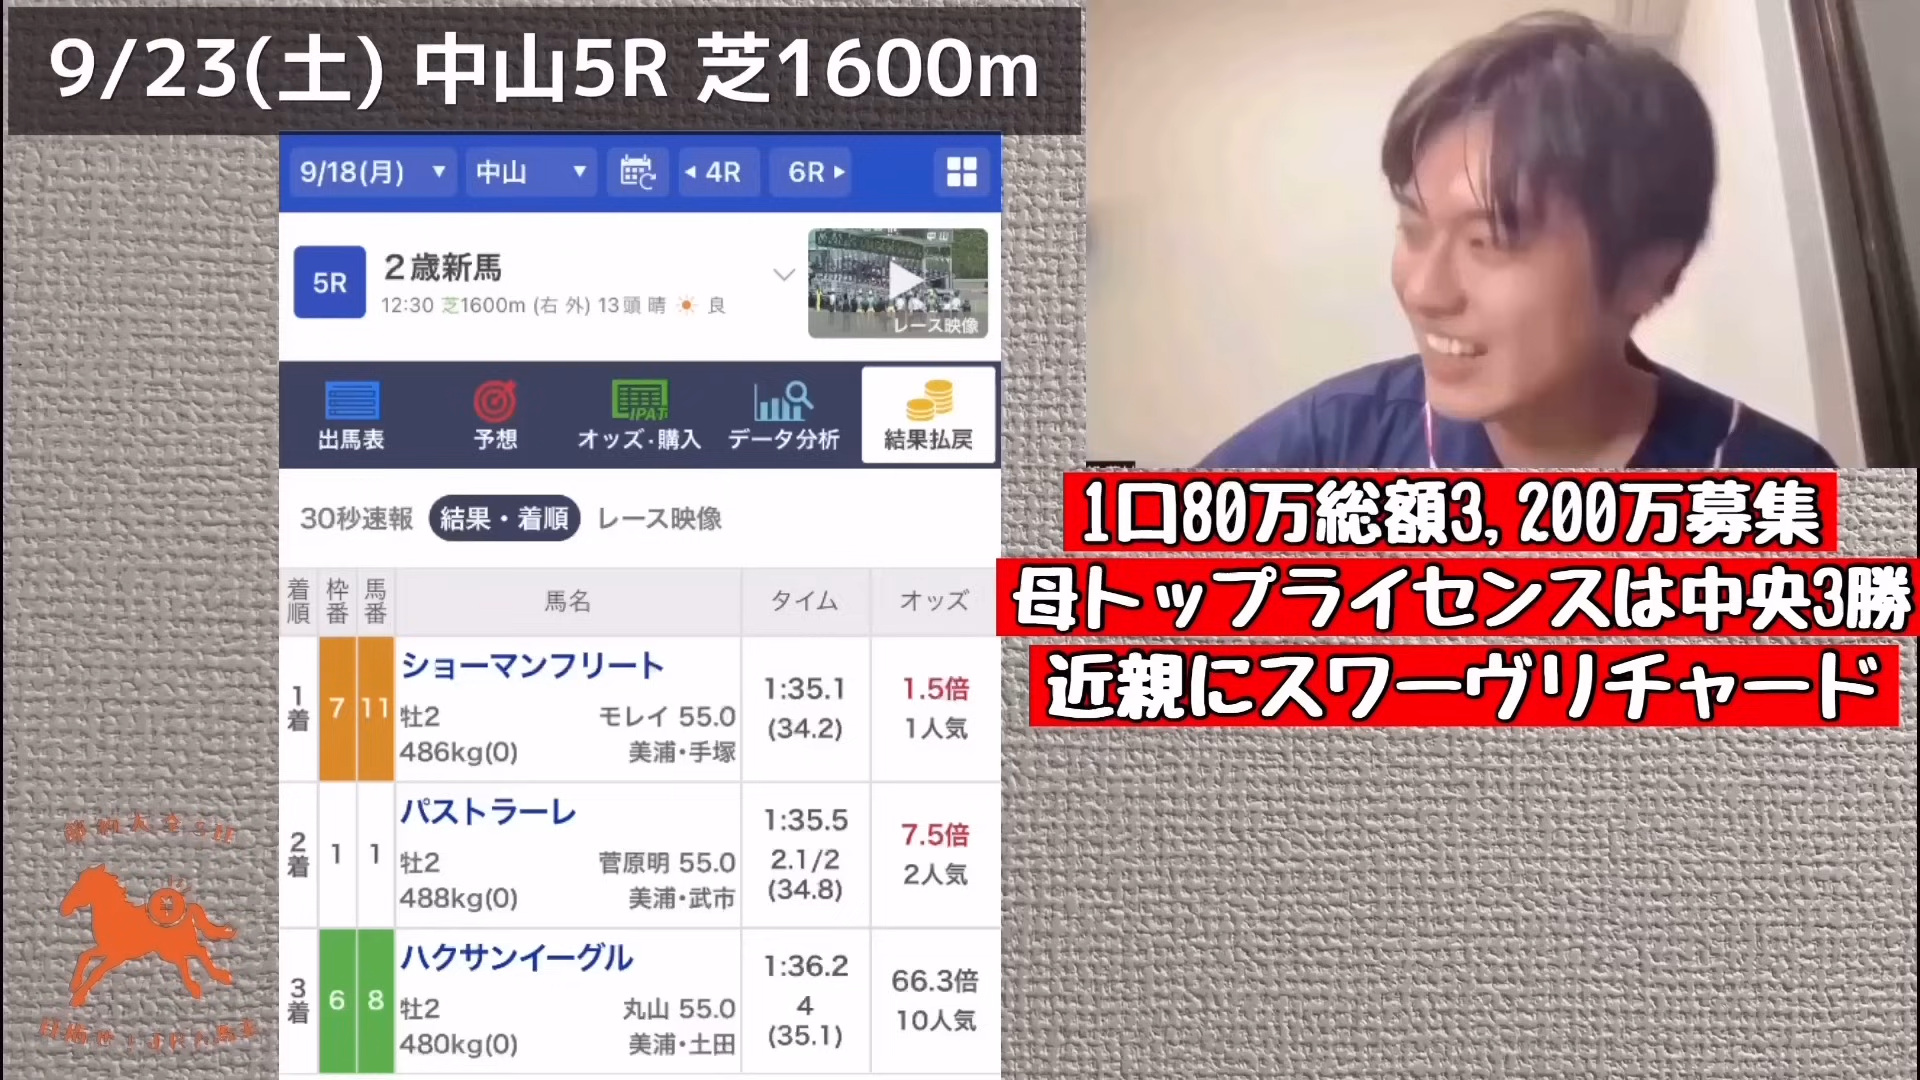 9/23(土) 中山5R 芝1600m
9/18(月) ▼ 中山 ▼ ◂ 4R 6R ▸
5R
2歳新馬
12:30 芝1600m (右 外) 13頭 晴 良
レース映像
出馬表 予想 オッズ・購入 データ分析 結果払戻
IPAT
30秒速報 結果・着順 レース映像
着順 枠番 馬番 馬名 タイム オッズ
1着 7 11 ショーマンフリート 1:35.1 1.5倍
牡2 モレイ 55.0 (34.2) 1人気
486kg(0) 美浦・手塚
2着 1 1 パストラーレ 1:35.5 7.5倍
牡2 菅原明 55.0 2.1/2 2人気
488kg(0) 美浦・武市 (34.8)
3着 6 8 ハクサンイーグル 1:36.2 66.3倍
牡2 丸山 55.0 4 10人気
480kg(0) 美浦・土田 (35.1)
1口80万総額3,200万募集
母トップライセンスは中央3勝
近親にスワーヴリチャード